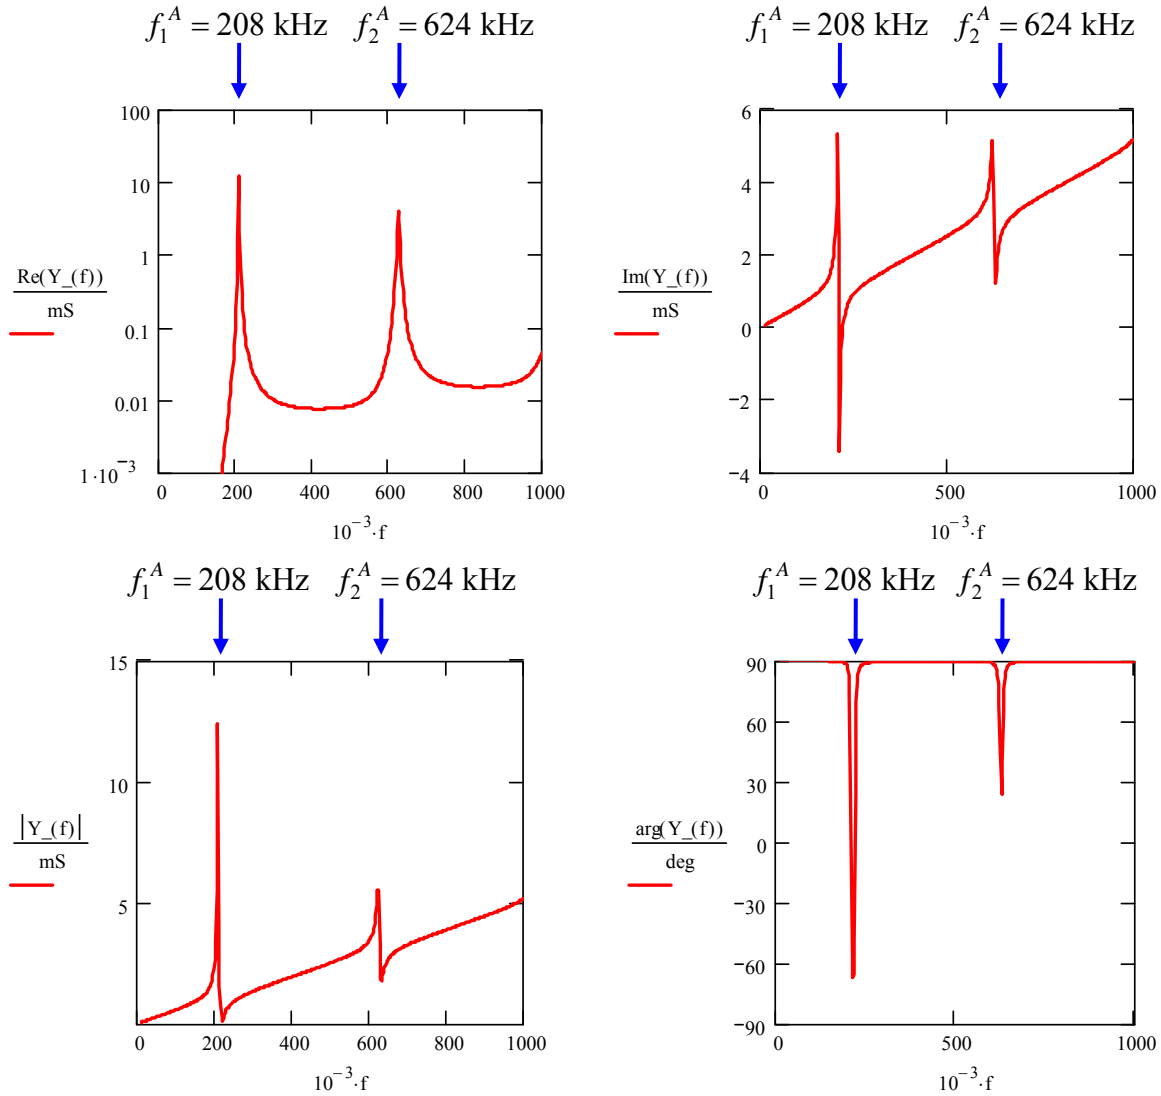 f₁ᴬ = 208 kHz f₂ᴬ = 624 kHz
100
10
1
0.1
0.01
1·10⁻³
Re(Y_(f))
mS
0 200 400 600 800 1000
10⁻³·f
f₁ᴬ = 208 kHz f₂ᴬ = 624 kHz
6
4
2
0
−2
−4
Im(Y_(f))
mS
0 500 1000
10⁻³·f
f₁ᴬ = 208 kHz f₂ᴬ = 624 kHz
15
10
5
|Y_(f)|
mS
0 200 400 600 800 1000
10⁻³·f
f₁ᴬ = 208 kHz f₂ᴬ = 624 kHz
90
60
30
0
−30
−60
−90
arg(Y_(f))
deg
0 500 1000
10⁻³·f